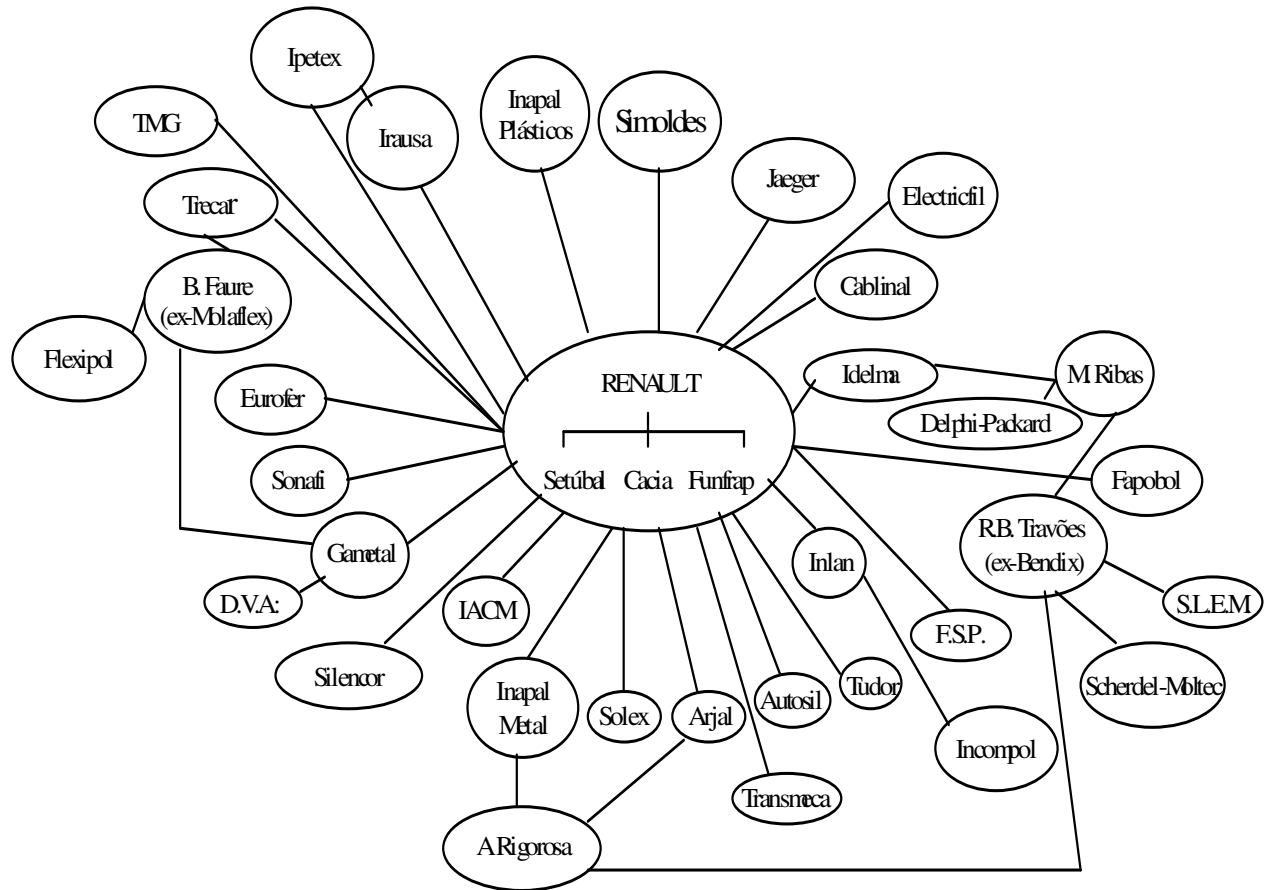 Ipetex
Irausa
Inapal
Plásticos
Simoldes
TMG
Jaeger
Electricfil
Trecar
B. Faure
(ex-Molaflex)
Cablinal
Flexipol
Eurofer
RENAULT
Idelma
M. Ribas
Delphi-Packard
Sonafi
Setúbal Cacia Funfrap
Fapobol
Gametal
Inlan
R.B. Travões
(ex-Bendix)
D.V.A:
IACM
F.S.P.
S.L.E.M
Silencor
Inapal
Metal
Solex
Arjal
Autosil
Tudor
Scherdel-Moltec
Incompol
Transmeca
A Rigorosa